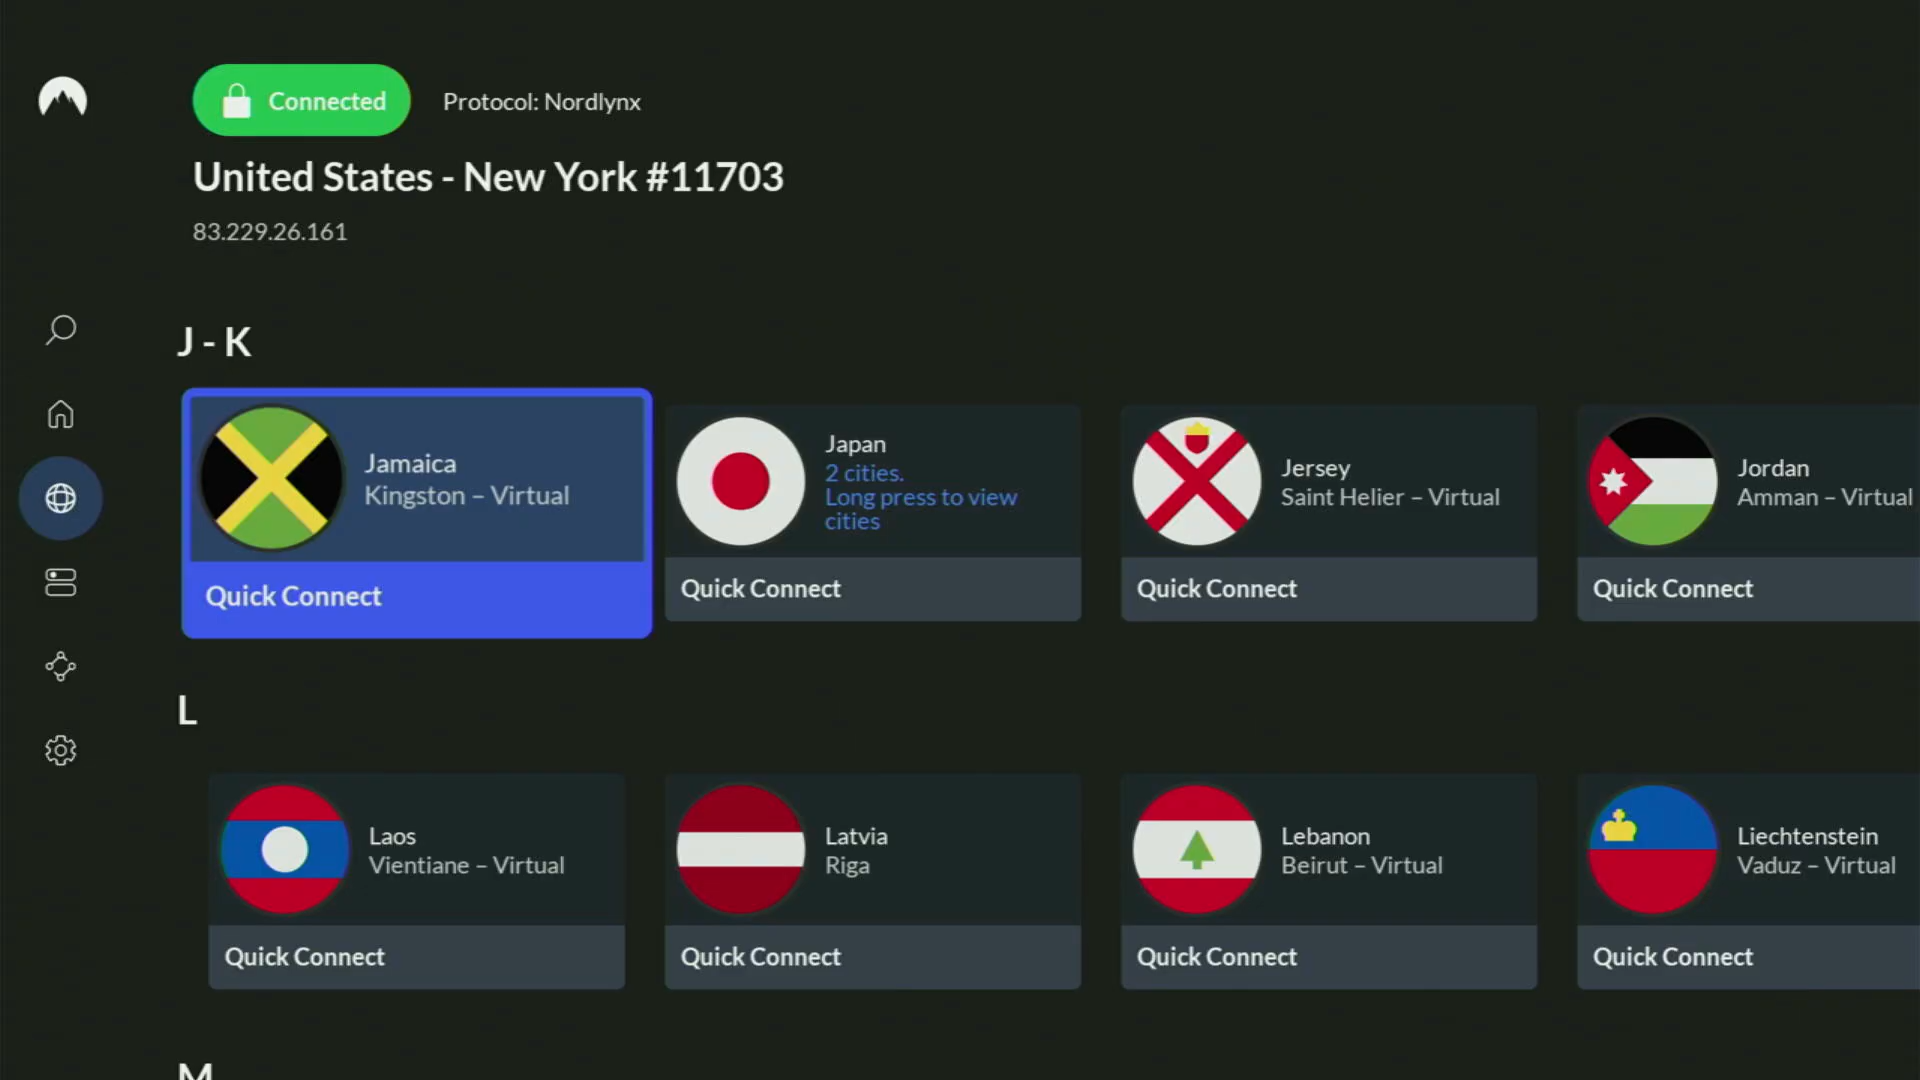 Connected
Protocol: Nordlynx
United States - New York #11703
83.229.26.161
J - K
Jamaica
Kingston – Virtual
Quick Connect
Japan
2 cities.
Long press to view
cities
Quick Connect
Jersey
Saint Helier – Virtual
Quick Connect
Jordan
Amman – Virtual
Quick Connect
L
Laos
Vientiane – Virtual
Quick Connect
Latvia
Riga
Quick Connect
Lebanon
Beirut – Virtual
Quick Connect
Liechtenstein
Vaduz – Virtual
Quick Connect
M